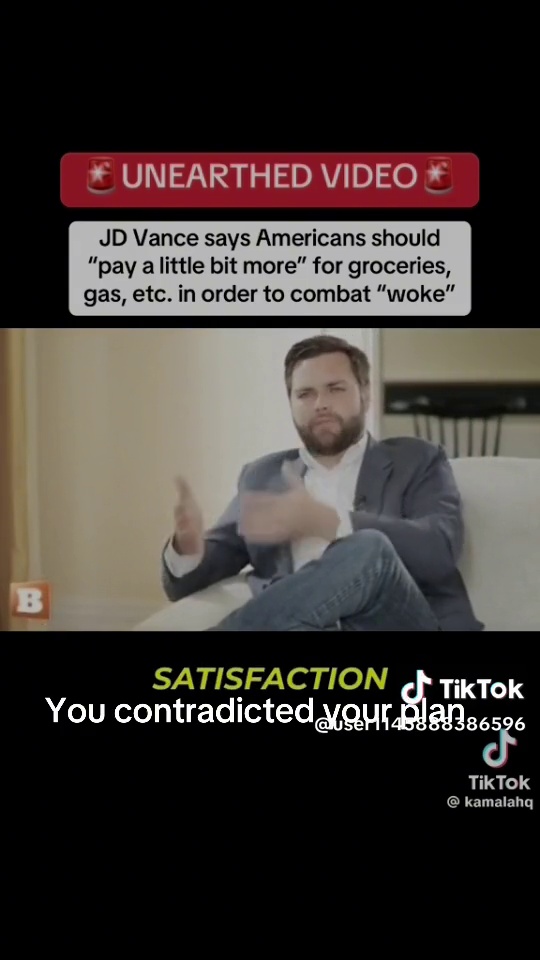 🚨UNEARTHED VIDEO🚨
JD Vance says Americans should
“pay a little bit more” for groceries,
gas, etc. in order to combat “woke”
B
SATISFACTION
TikTok
You contradicted your plan
@user1145888386596
TikTok
@ kamalahq